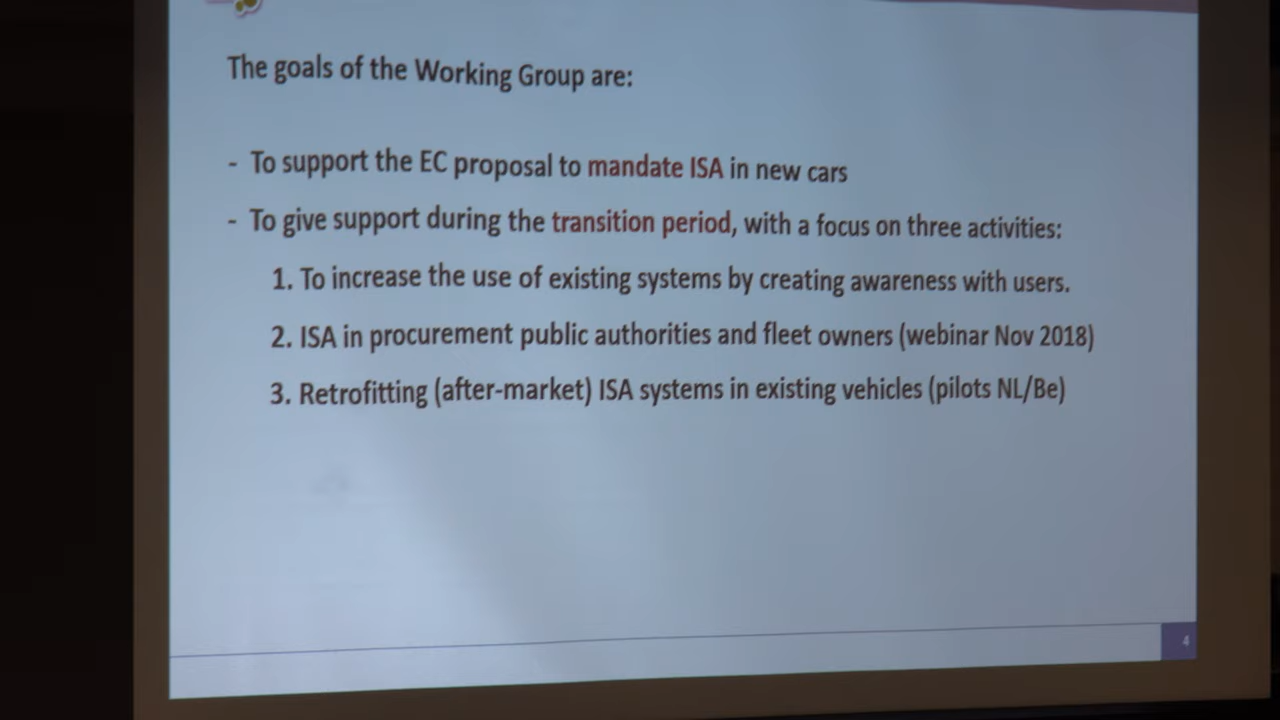 The goals of the Working Group are:
- To support the EC proposal to mandate ISA in new cars
- To give support during the transition period, with a focus on three activities:
1. To increase the use of existing systems by creating awareness with users.
2. ISA in procurement public authorities and fleet owners (webinar Nov 2018)
3. Retrofitting (after-market) ISA systems in existing vehicles (pilots NL/Be)
4